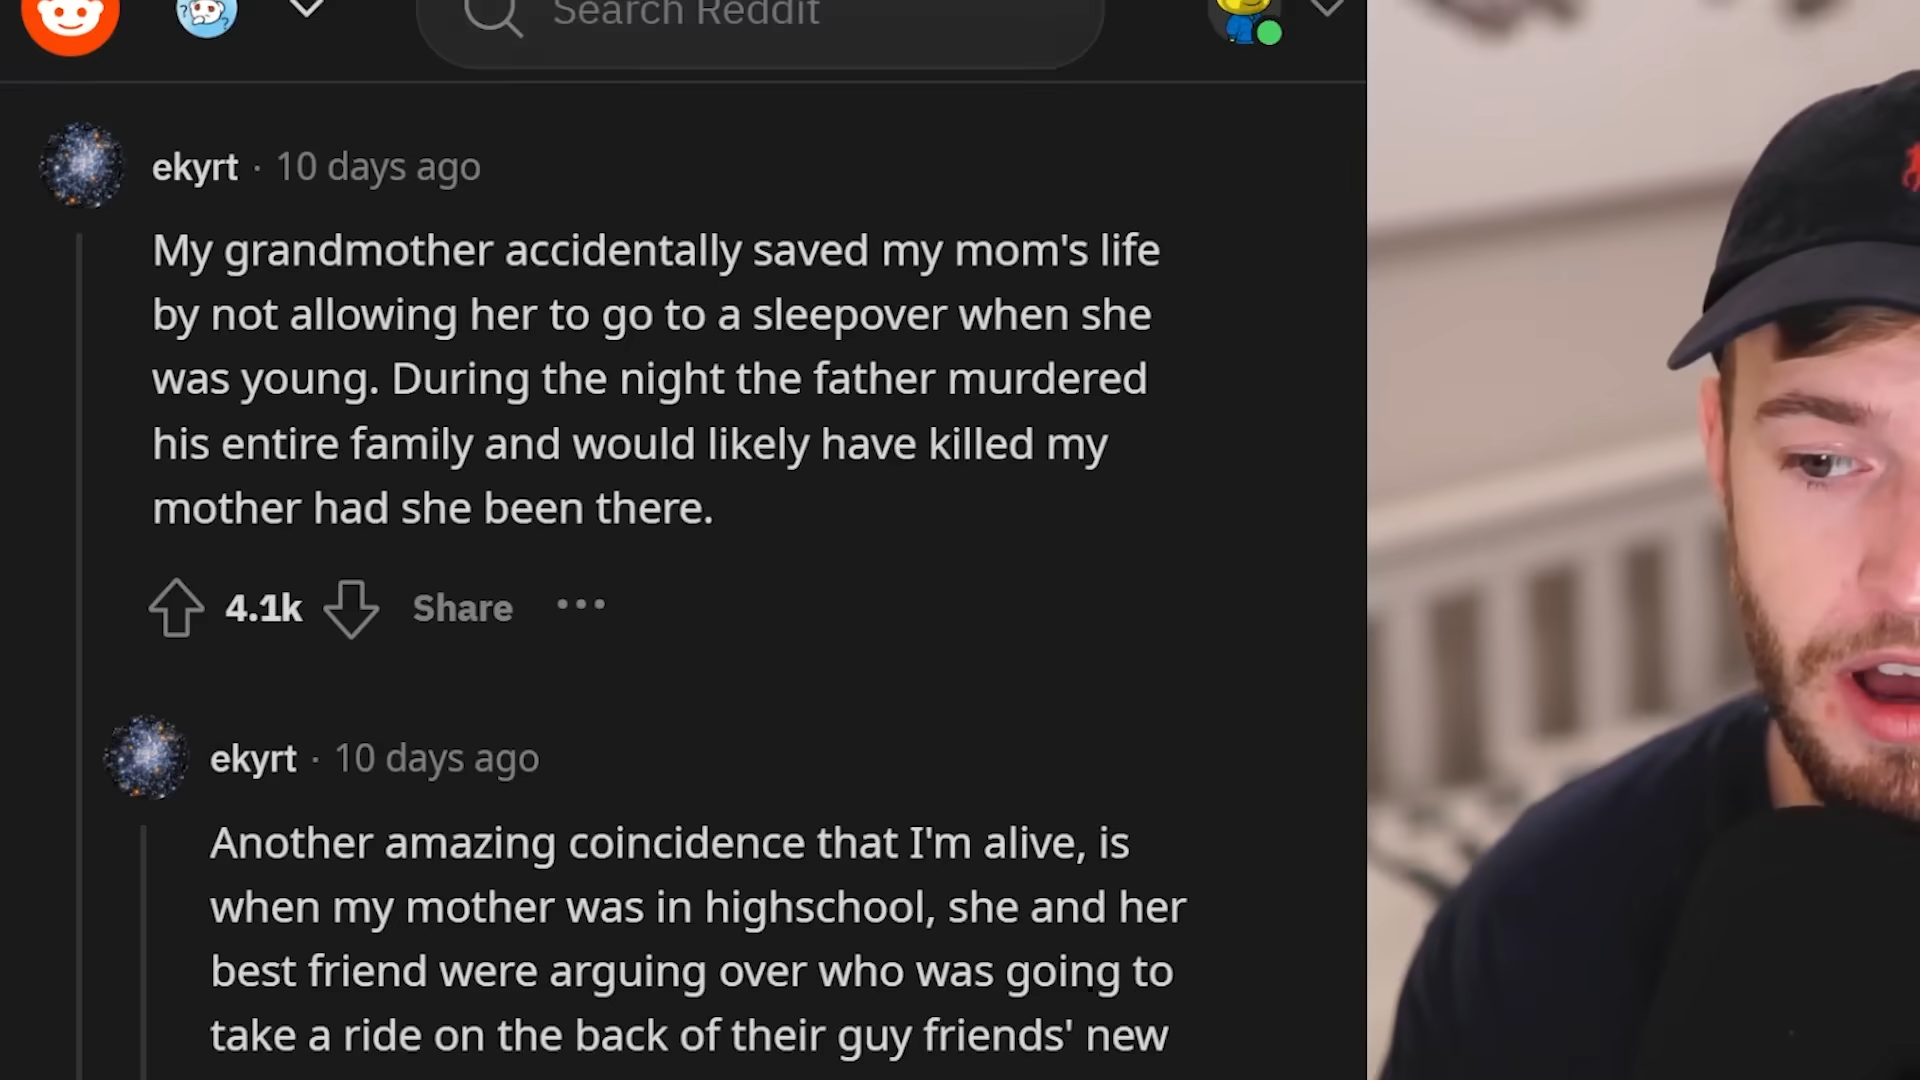 Search Reddit
ekyrt · 10 days ago
My grandmother accidentally saved my mom's life
by not allowing her to go to a sleepover when she
was young. During the night the father murdered
his entire family and would likely have killed my
mother had she been there.
4.1k Share ...
ekyrt · 10 days ago
Another amazing coincidence that I'm alive, is
when my mother was in highschool, she and her
best friend were arguing over who was going to
take a ride on the back of their guy friends' new